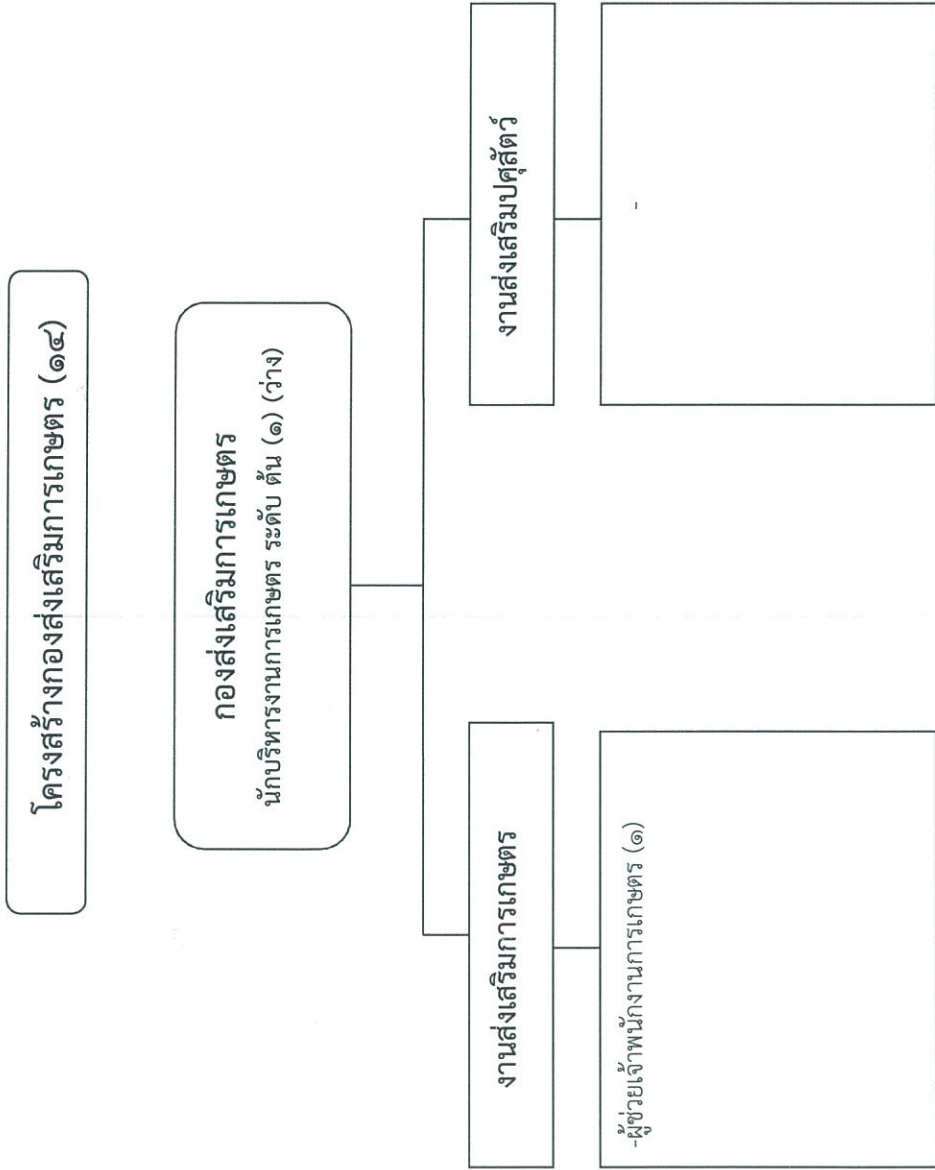 โครงสร้างกองส่งเสริมการเกษตร (๑๔)
กองส่งเสริมการเกษตร
นักบริหารงานการเกษตร ระดับ ต้น (๑) (ว่าง)
งานส่งเสริมการเกษตร
-ผู้ช่วยเจ้าพนักงานการเกษตร (๑)
งานส่งเสริมปศุสัตว์
-